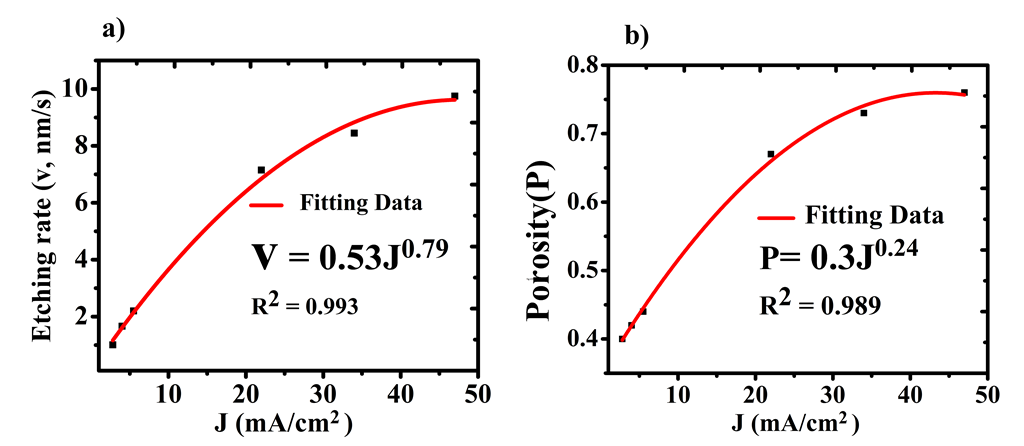 a)
Etching rate (v, nm/s)
10
8
6
4
2
Fitting Data
V = 0.53J^0.79
R^2 = 0.993
10 20 30 40 50
J (mA/cm^2 )
b)
Porosity(P)
0.8
0.7
0.6
0.5
0.4
Fitting Data
P= 0.3J^0.24
R^2 = 0.989
10 20 30 40 50
J (mA/cm^2 )